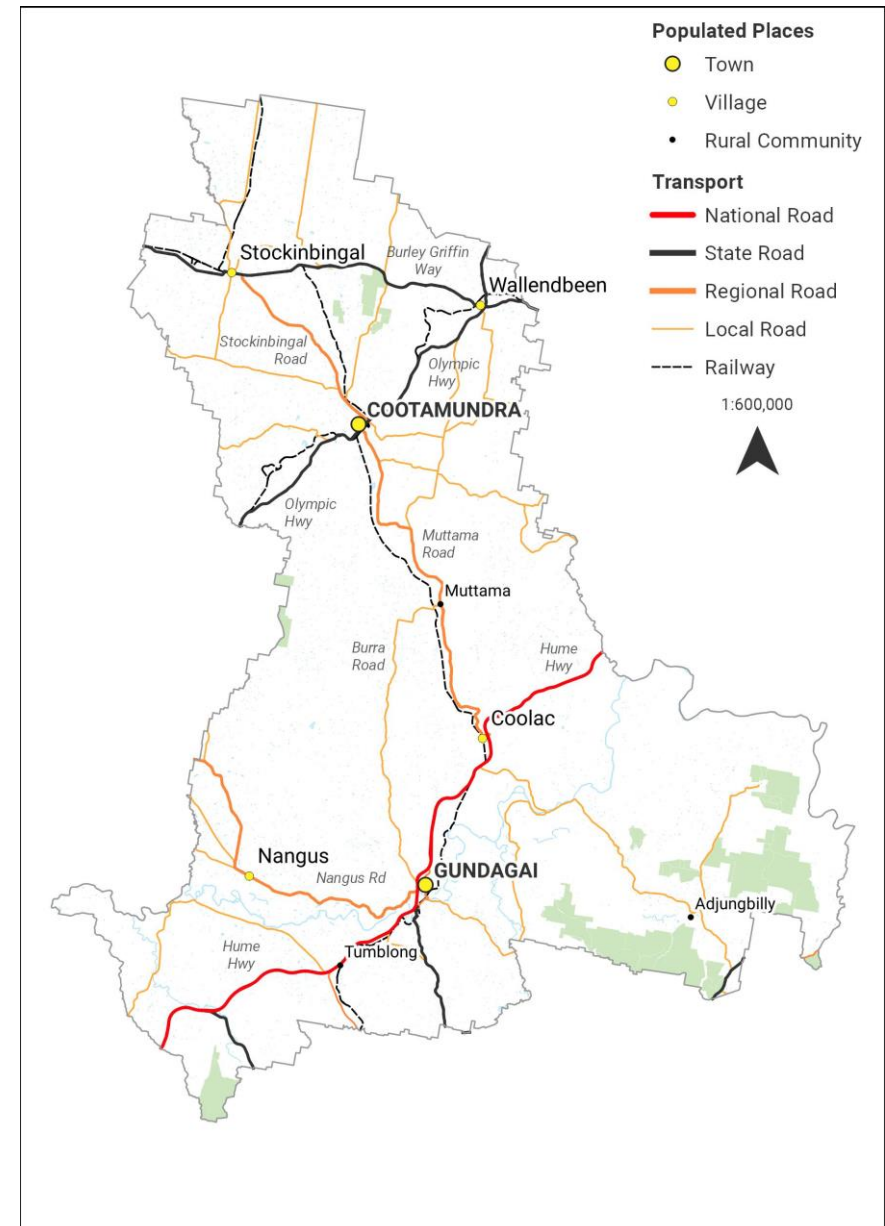 Populated Places
Town
Village
Rural Community
Transport
National Road
State Road
Regional Road
Local Road
Railway
1:600,000
Stockinbingal
Burley Griffin
Way
Wallendbeen
Stockinbingal
Road
Olympic
Hwy
COOTAMUNDRA
Olympic
Hwy
Muttama
Road
Muttama
Burra
Road
Hume
Hwy
Coolac
Nangus
Nangus Rd
GUNDAGAI
Adjungbilly
Hume
Hwy
Tumblong